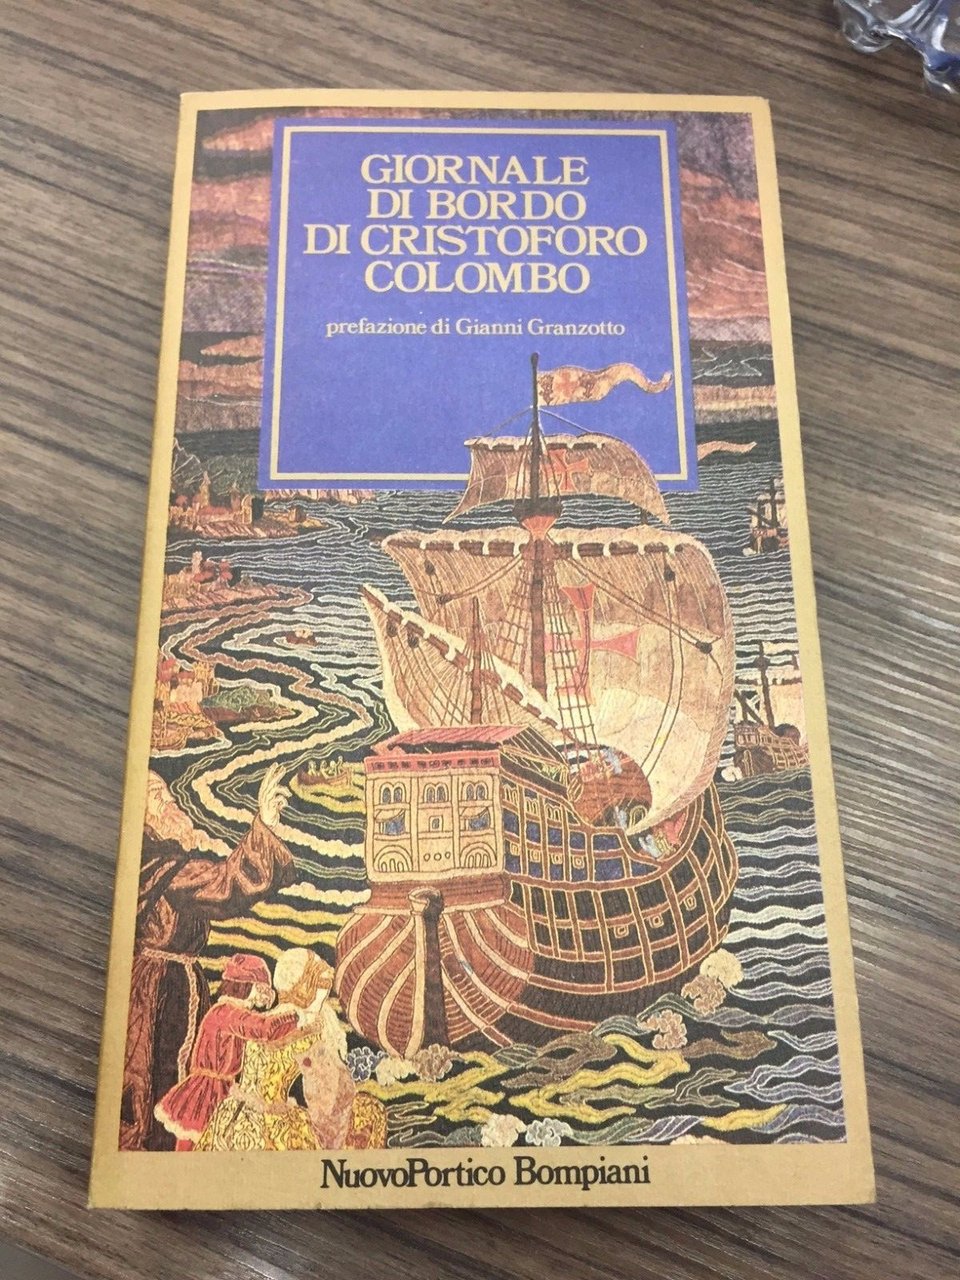 GIORNALE
DI BORDO
DI CRISTOFORO
COLOMBO
prefazione di Gianni Granzotto
NuovoPortico Bompiani